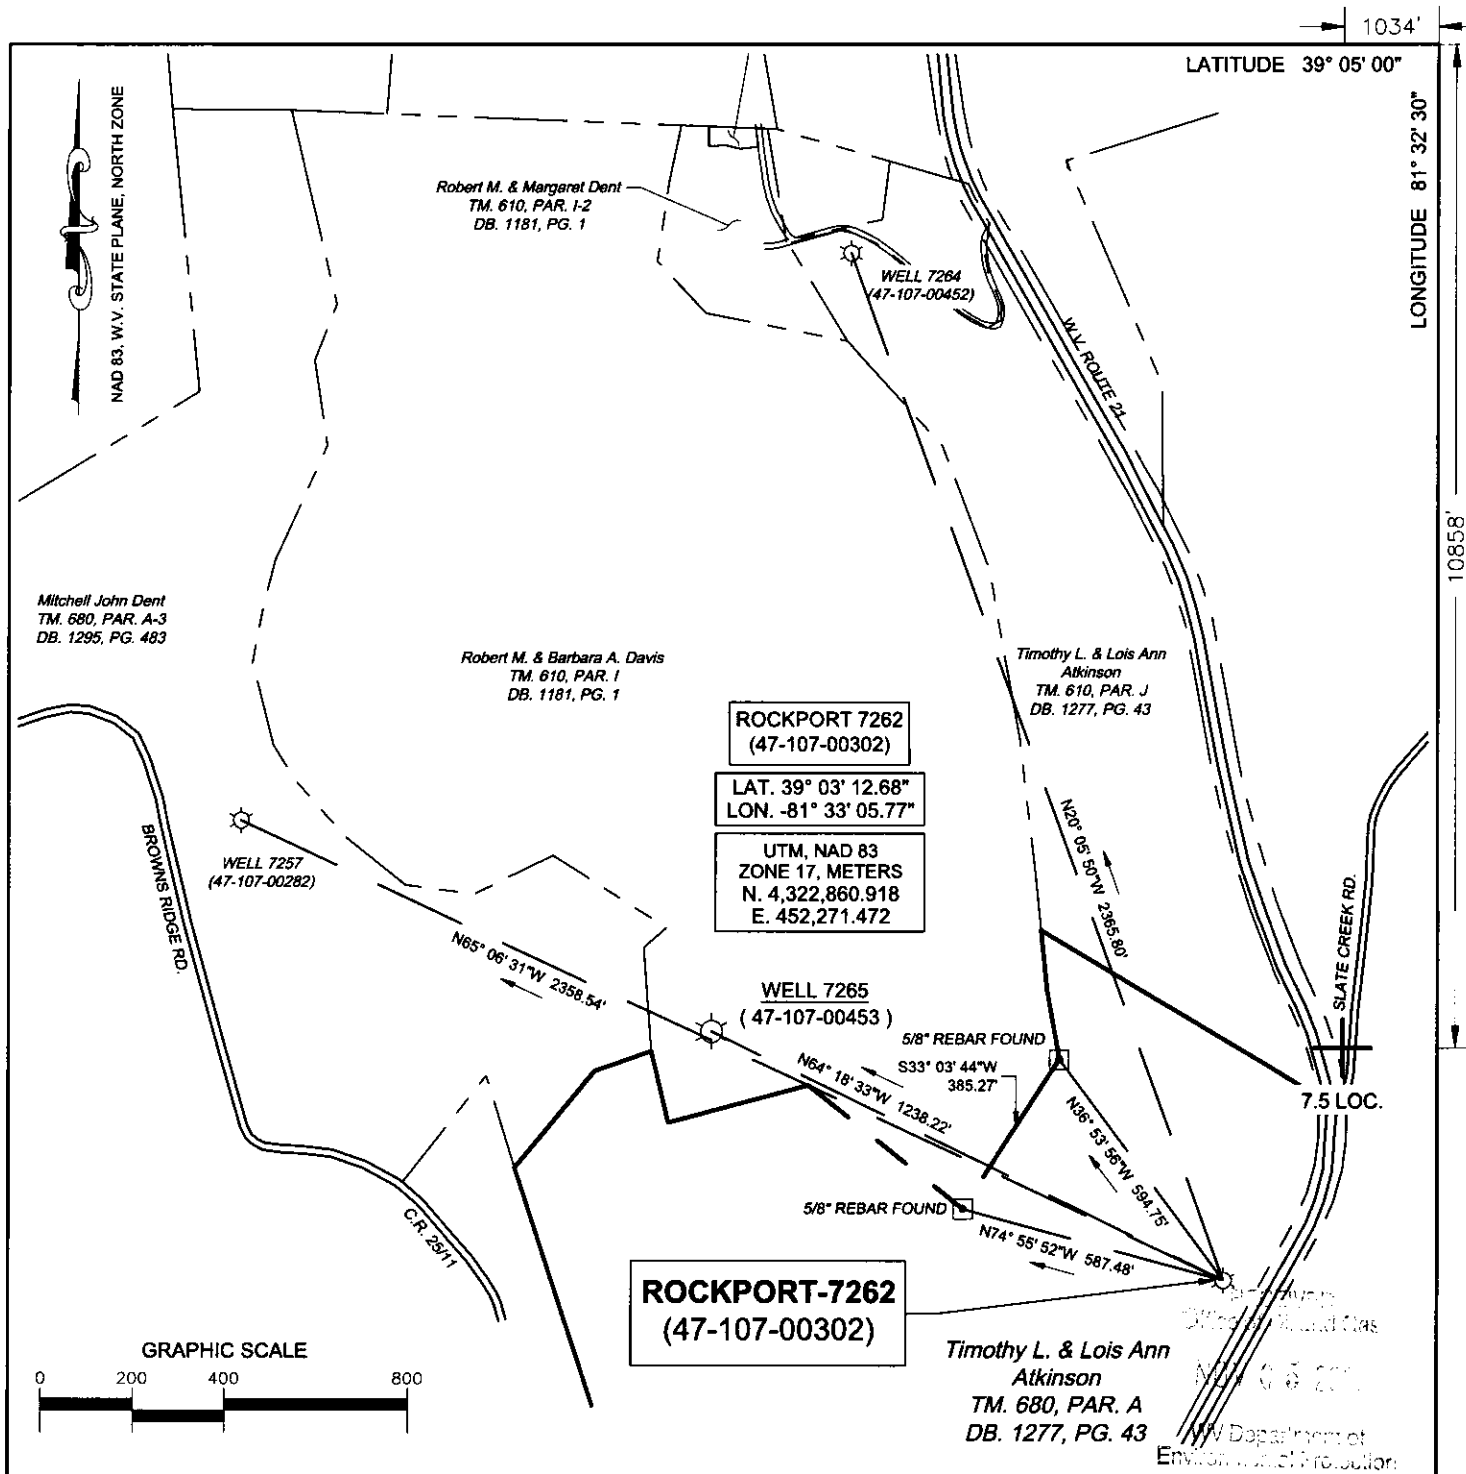 1034'
LATITUDE 39° 05' 00"
LONGITUDE 81° 32' 30"
10858'
NAD 83, W.V. STATE PLANE, NORTH ZONE
Robert M. & Margaret Dent
TM. 610, PAR. I-2
DB. 1181, PG. 1
WELL 7264
(47-107-00452)
W.V. ROUTE 21
Mitchell John Dent
TM. 680, PAR. A-3
DB. 1295, PG. 483
Robert M. & Barbara A. Davis
TM. 610, PAR. I
DB. 1181, PG. 1
Timothy L. & Lois Ann
Atkinson
TM. 610, PAR. J
DB. 1277, PG. 43
ROCKPORT 7262
(47-107-00302)
LAT. 39° 03' 12.68"
LON. -81° 33' 05.77"
UTM, NAD 83
ZONE 17, METERS
N. 4,322,860.918
E. 452,271.472
WELL 7257
(47-107-00282)
BROWNS RIDGE RD.
N20° 05' 50"W 2365.80'
SLATE CREEK RD.
N65° 06' 31"W 2358.54'
WELL 7265
( 47-107-00453 )
5/8" REBAR FOUND
S33° 03' 44"W
385.27'
N64° 18' 33"W 1238.22'
7.5 LOC.
N36° 53' 56"W 594.75'
5/8" REBAR FOUND
N74° 55' 52"W 587.48'
C.R. 25/11
ROCKPORT-7262
(47-107-00302)
GRAPHIC SCALE
0 200 400 800
Timothy L. & Lois Ann
Atkinson
TM. 680, PAR. A
DB. 1277, PG. 43
Gas
NOV
WV Department of
Environmental Protection